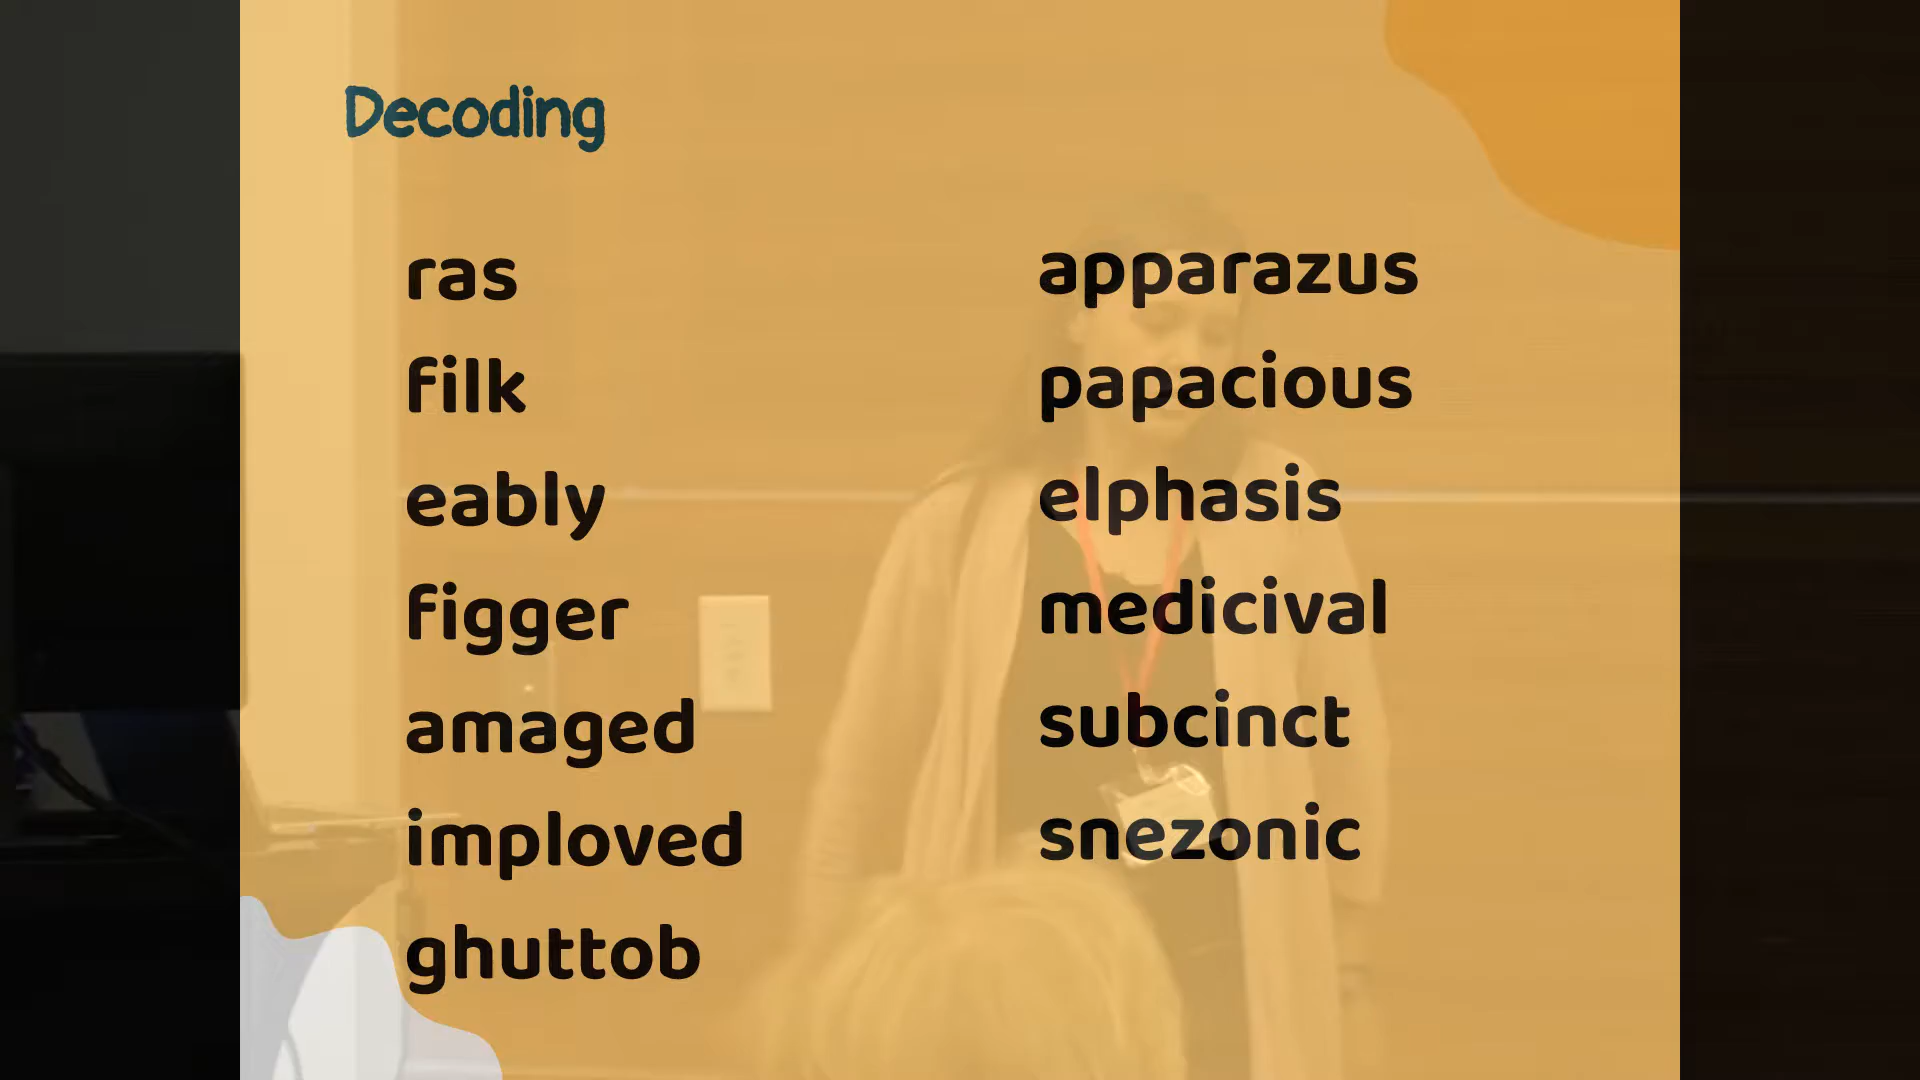 Decoding
ras
filk
eably
figger
amaged
imploved
ghuttob
apparazus
papacious
elphasis
medicival
subcinct
snezonic